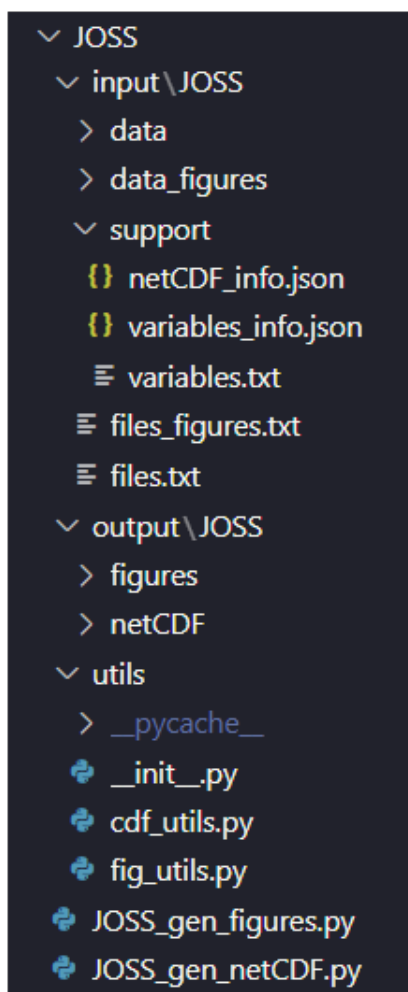 JOSS
input\JOSS
data
data_figures
support
{} netCDF_info.json
{} variables_info.json
variables.txt
files_figures.txt
files.txt
output\JOSS
figures
netCDF
utils
__pycache__
__init__.py
cdf_utils.py
fig_utils.py
JOSS_gen_figures.py
JOSS_gen_netCDF.py